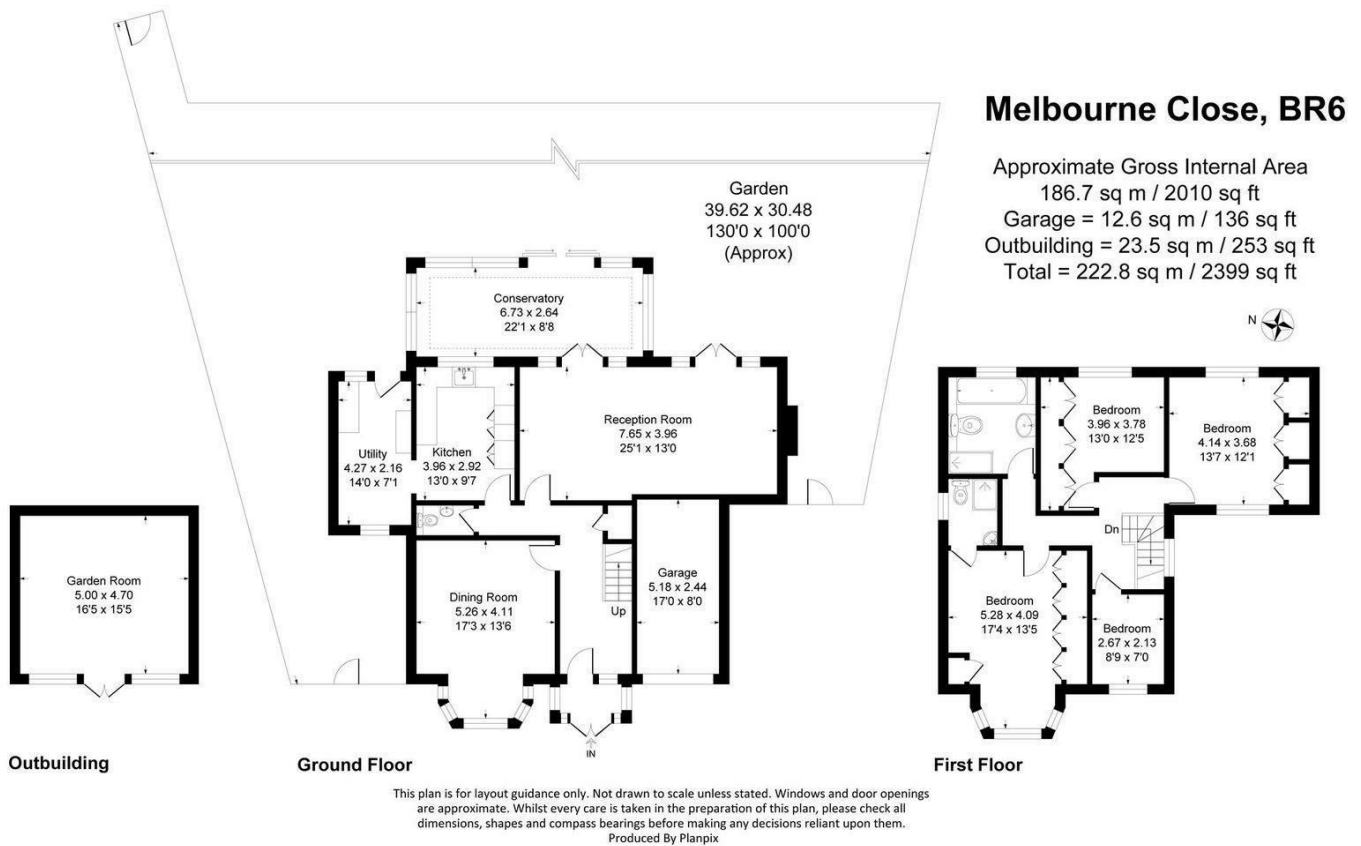 Melbourne Close, BR6
Approximate Gross Internal Area
186.7 sq m / 2010 sq ft
Garage = 12.6 sq m / 136 sq ft
Outbuilding = 23.5 sq m / 253 sq ft
Total = 222.8 sq m / 2399 sq ft
N
Garden
39.62 x 30.48
130'0 x 100'0
(Approx)
Conservatory
6.73 x 2.64
22'1 x 8'8
Reception Room
7.65 x 3.96
25'1 x 13'0
Kitchen
3.96 x 2.92
13'0 x 9'7
Utility
4.27 x 2.16
14'0 x 7'1
Garden Room
5.00 x 4.70
16'5 x 15'5
Dining Room
5.26 x 4.11
17'3 x 13'6
Up
Garage
5.18 x 2.44
17'0 x 8'0
IN
Bedroom
3.96 x 3.78
13'0 x 12'5
Bedroom
4.14 x 3.68
13'7 x 12'1
Dn
Bedroom
5.28 x 4.09
17'4 x 13'5
Bedroom
2.67 x 2.13
8'9 x 7'0
Outbuilding
Ground Floor
First Floor
This plan is for layout guidance only. Not drawn to scale unless stated. Windows and door openings
are approximate. Whilst every care is taken in the preparation of this plan, please check all
dimensions, shapes and compass bearings before making any decisions reliant upon them.
Produced By Planpix